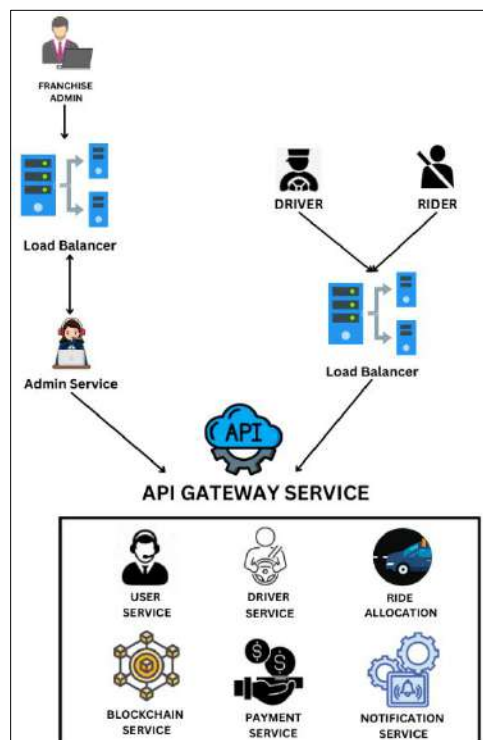 FRANCHISE
ADMIN
Load Balancer
DRIVER
RIDER
Load Balancer
Admin Service
API
API GATEWAY SERVICE
USER
SERVICE
DRIVER
SERVICE
RIDE
ALLOCATION
BLOCKCHAIN
SERVICE
PAYMENT
SERVICE
NOTIFICATION
SERVICE